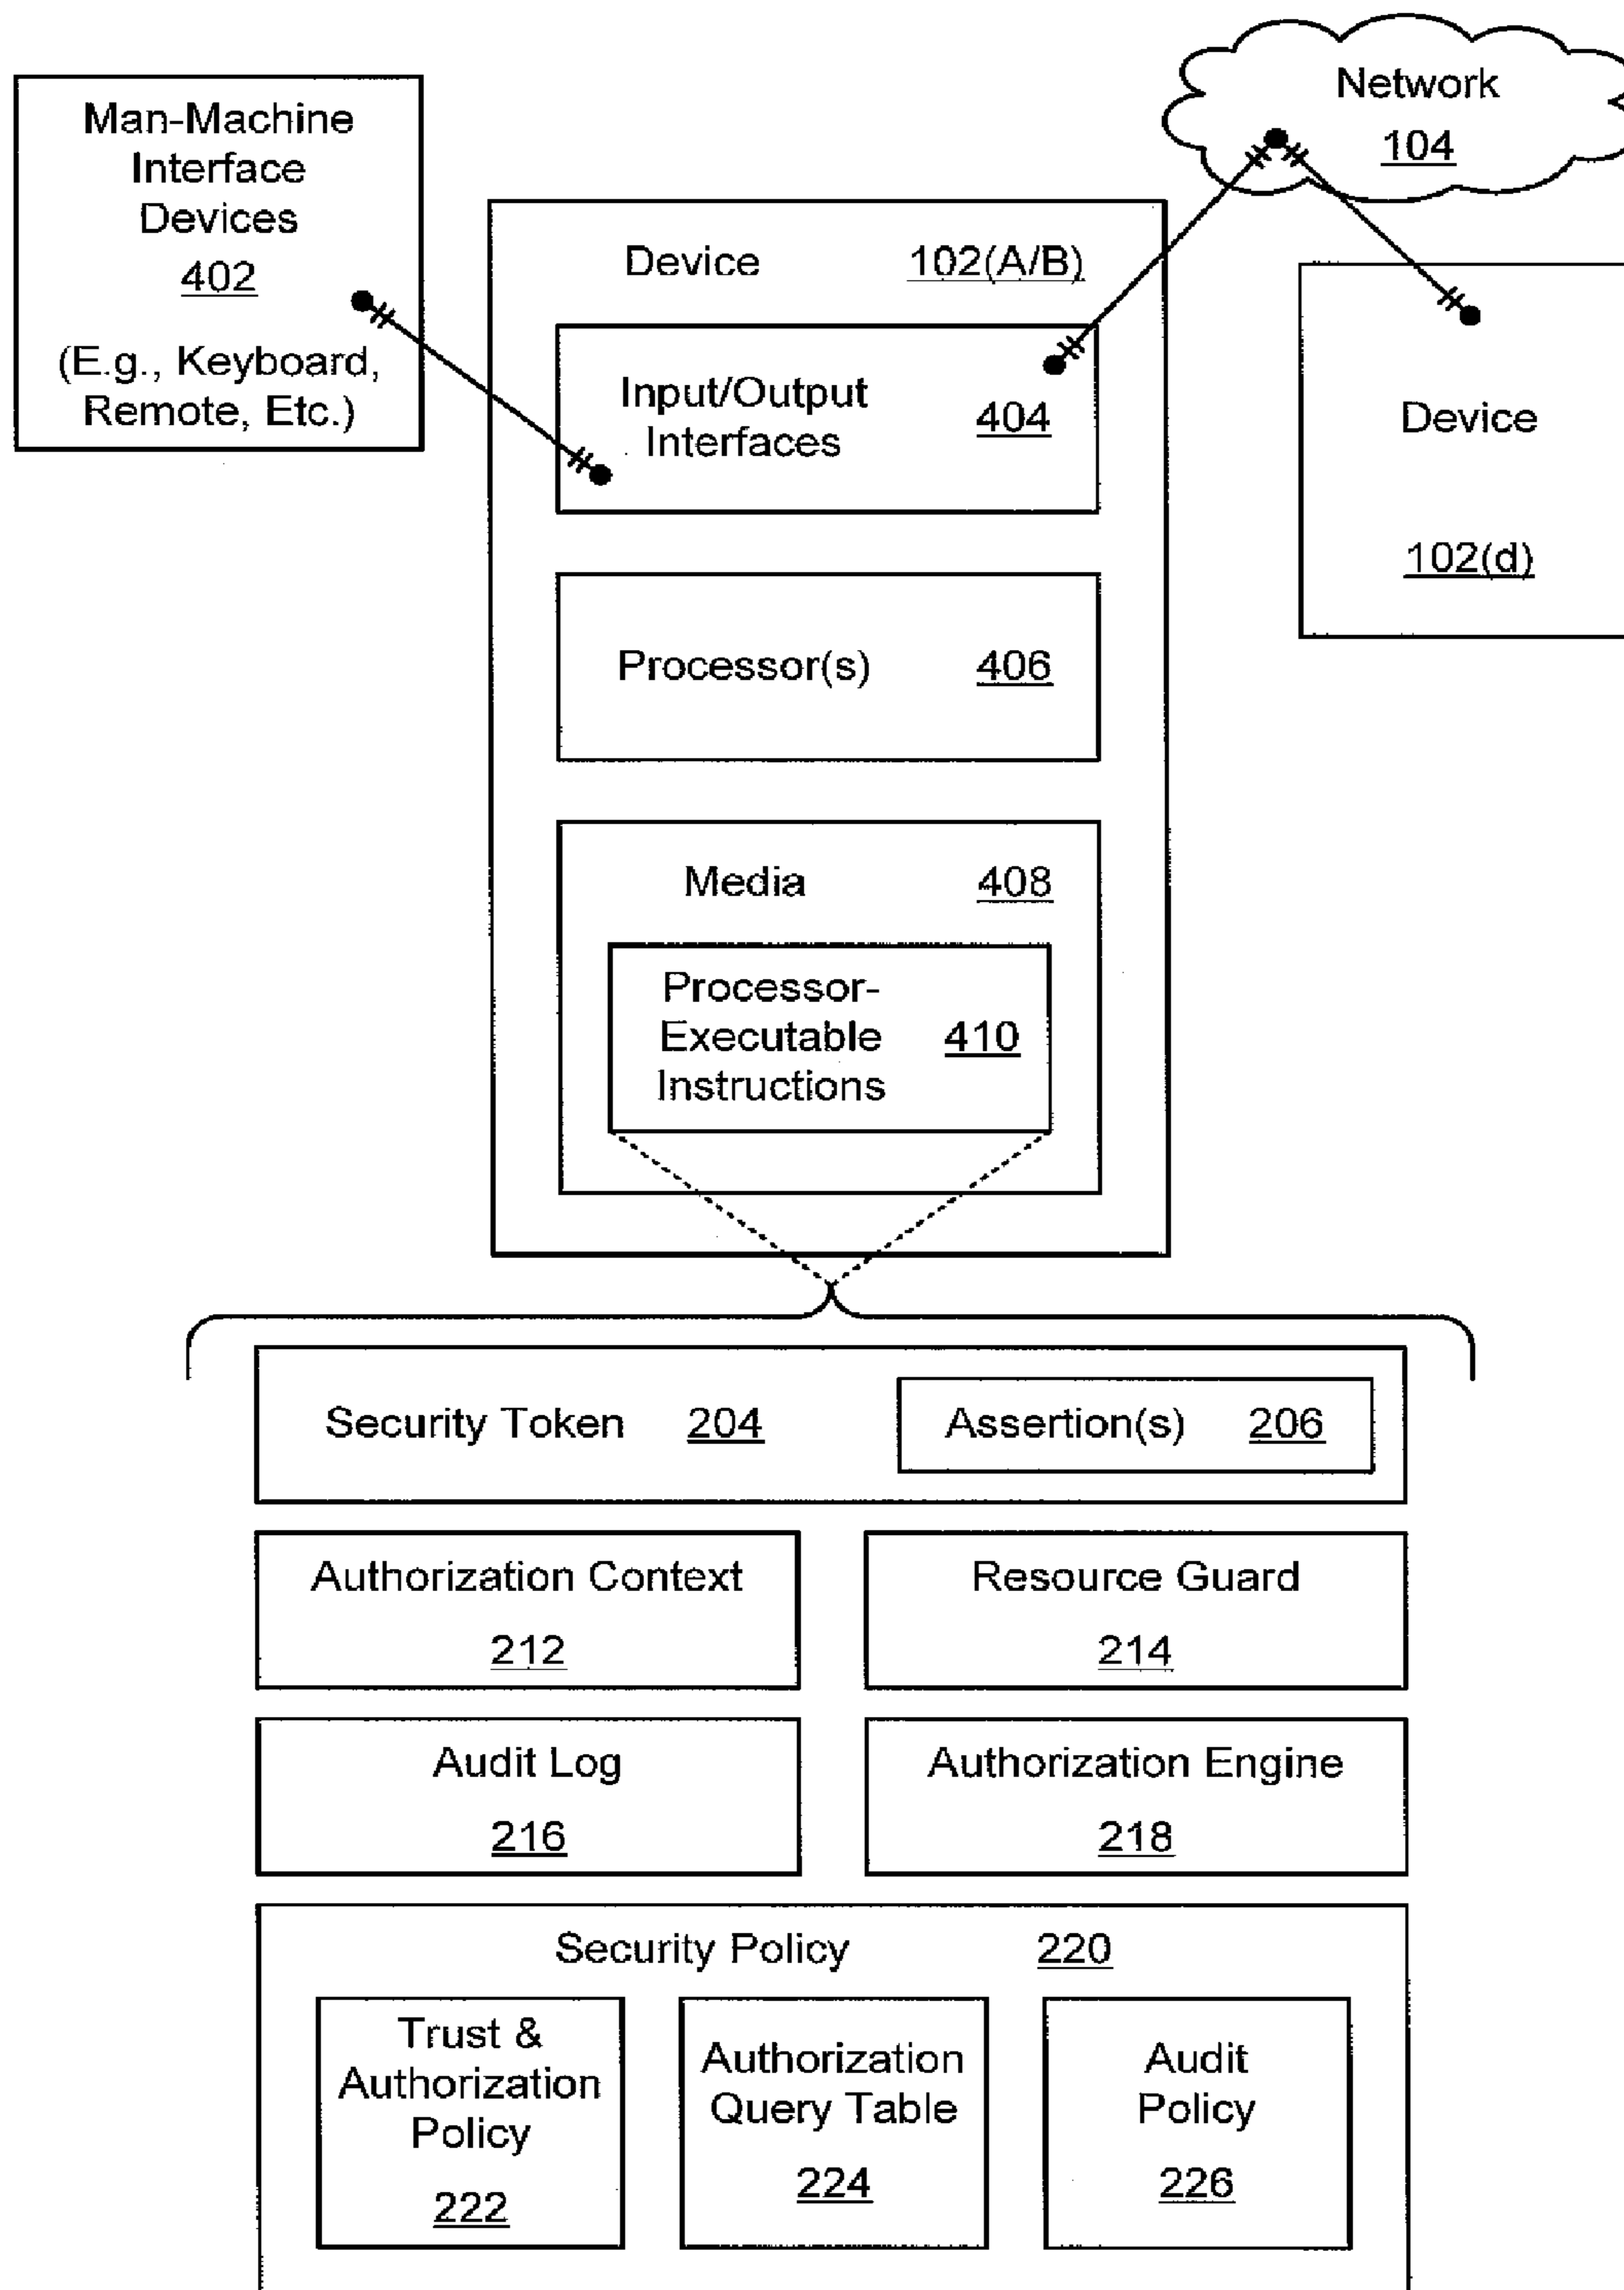 Man-Machine
Interface
Devices
402
(E.g., Keyboard,
Remote, Etc.)
Network
104
Device 102(A/B)
Input/Output
Interfaces
404
Device
102(d)
Processor(s) 406
Media 408
Processor-
Executable
Instructions
410
Security Token 204
Assertion(s) 206
Authorization Context
212
Resource Guard
214
Audit Log
216
Authorization Engine
218
Security Policy 220
Trust &
Authorization
Policy
222
Authorization
Query Table
224
Audit
Policy
226